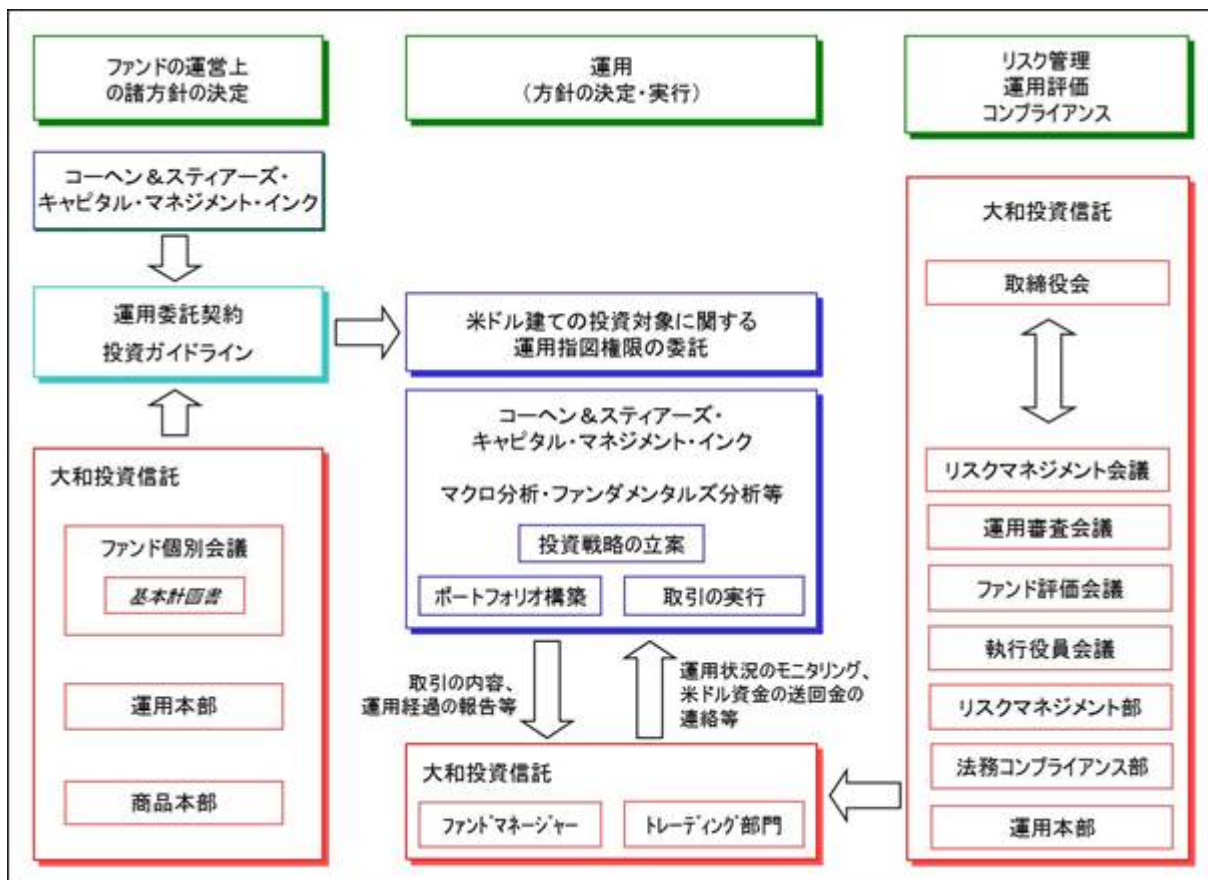 ファンドの運営上
の諸方針の決定
運用
(方針の決定・実行)
リスク管理
運用評価
コンプライアンス
コーヘン＆スティアーズ・
キャピタル・マネジメント・インク
運用委託契約
投資ガイドライン
大和投資信託
ファンド個別会議
基本計画書
運用本部
商品本部
米ドル建ての投資対象に関する
運用指図権限の委託
コーヘン＆スティアーズ・
キャピタル・マネジメント・インク
マクロ分析・ファンダメンタルズ分析等
投資戦略の立案
ポートフォリオ構築
取引の実行
取引の内容、
運用経過の報告等
運用状況のモニタリング、
米ドル資金の送回金の
連絡等
大和投資信託
ファンドマネージャー
トレーディング部門
大和投資信託
取締役会
リスクマネジメント会議
運用審査会議
ファンド評価会議
執行役員会議
リスクマネジメント部
法務コンプライアンス部
運用本部